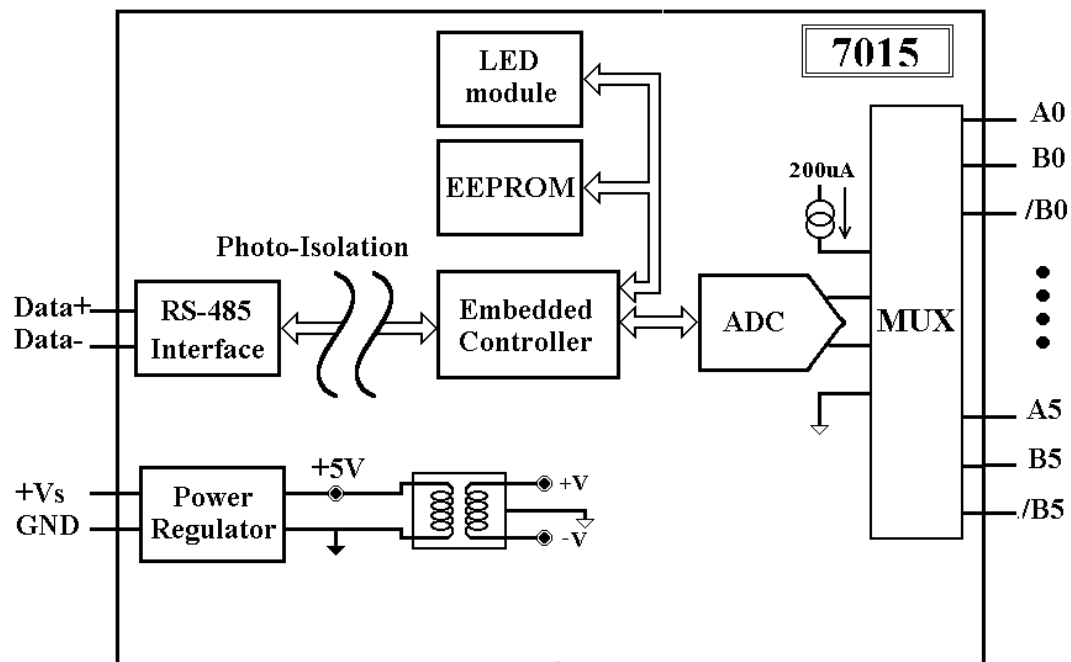 7015
LED
module
EEPROM
200uA
A0
B0
/B0
Photo-Isolation
Data+
Data-
RS-485
Interface
Embedded
Controller
ADC
MUX
A5
B5
/B5
+Vs
GND
Power
Regulator
+5V
+V
-V